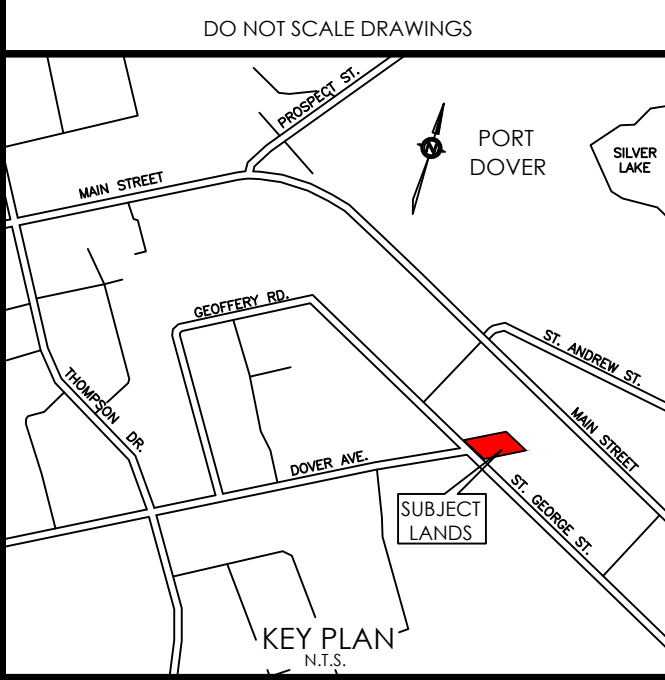 DO NOT SCALE DRAWINGS
PROSPECT ST.
MAIN STREET
N
PORT
DOVER
SILVER
LAKE
GEOFFERY RD.
ST. ANDREW ST.
THOMPSON DR.
MAIN STREET
DOVER AVE.
ST. GEORGE ST.
SUBJECT
LANDS
KEY PLAN
N.T.S.